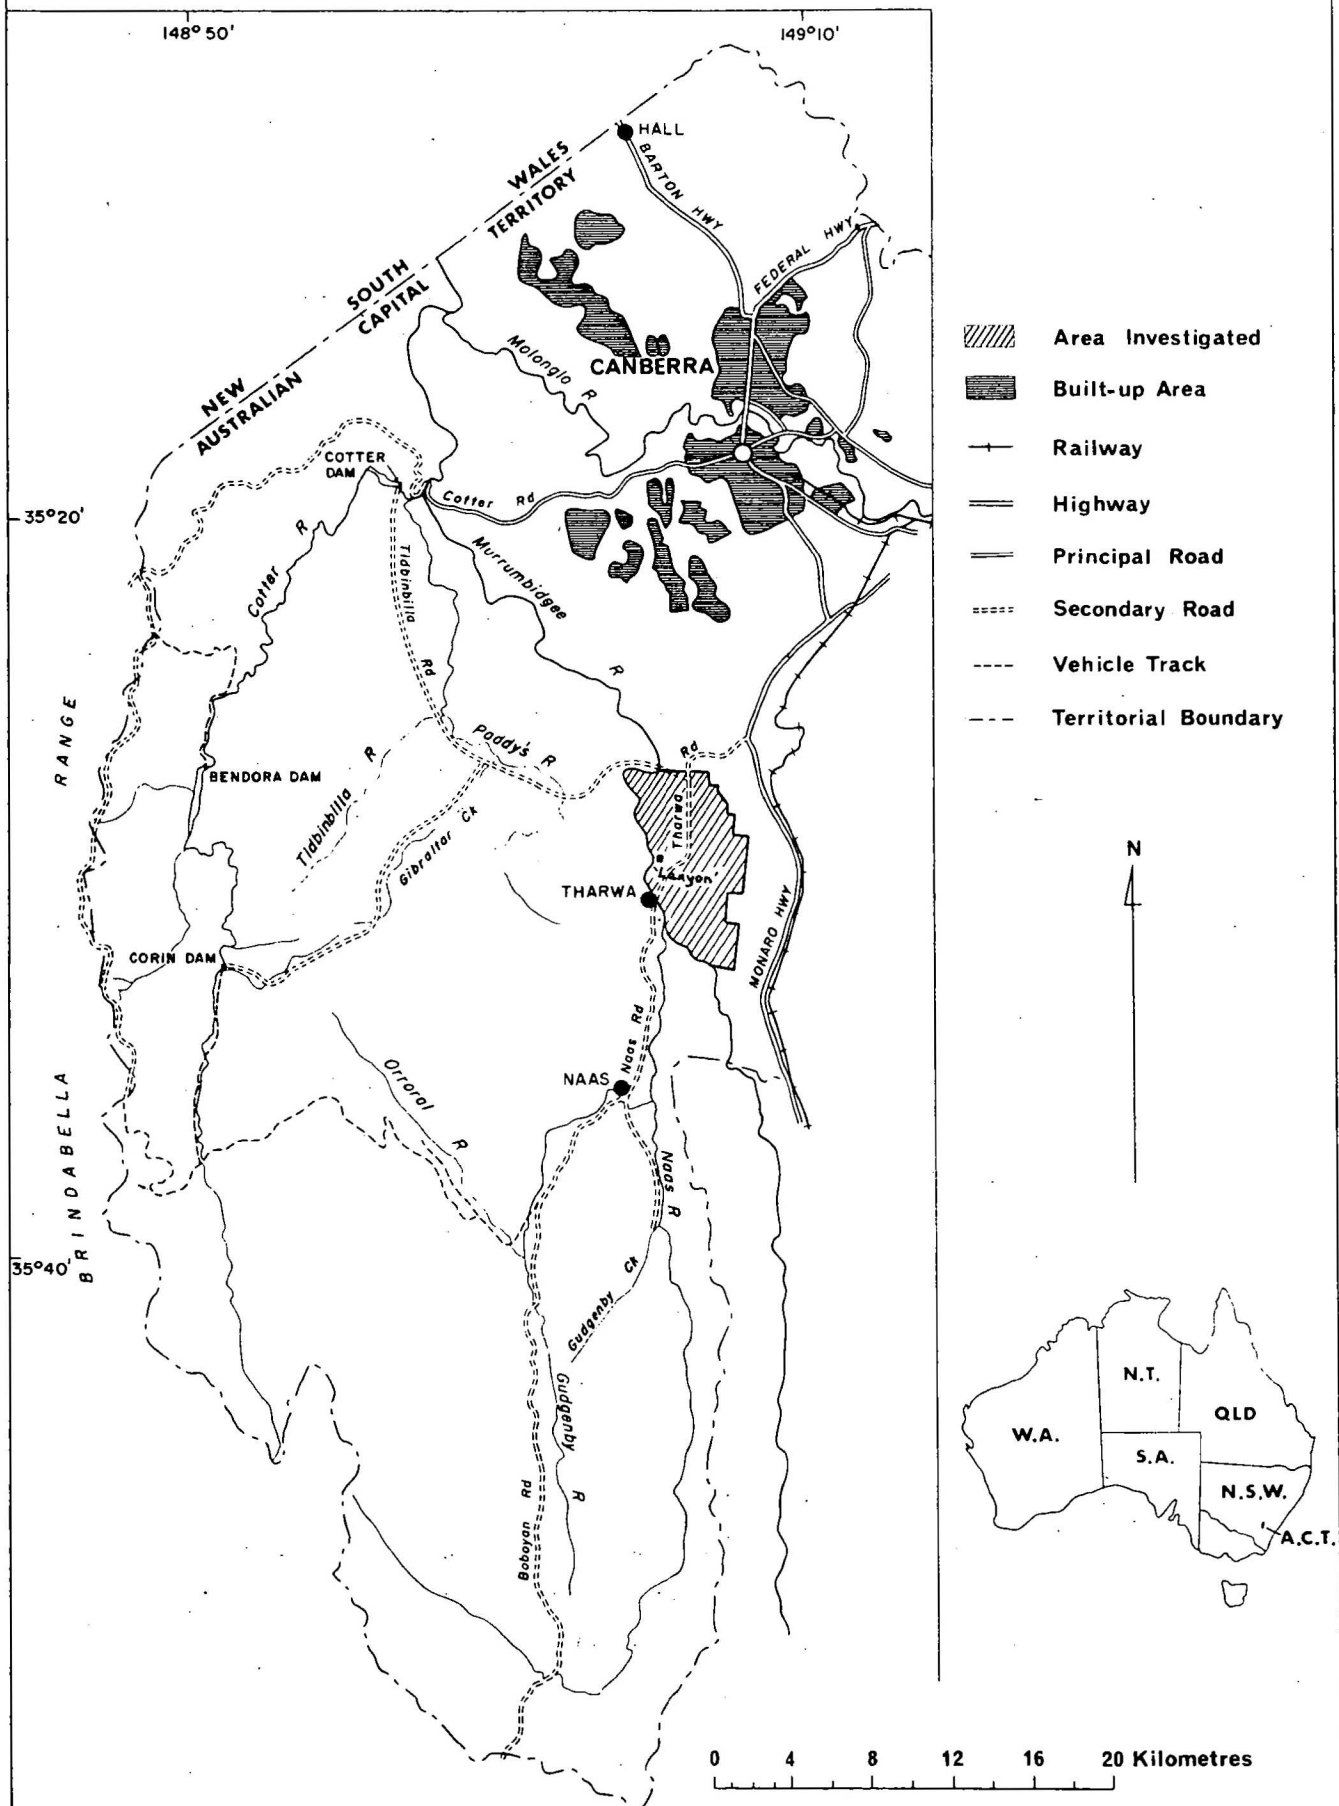 148°50'
149°10'
HALL
BARTON HWY
NEW SOUTH WALES
AUSTRALIAN CAPITAL TERRITORY
FEDERAL HWY
Molonglo R
CANBERRA
COTTER
DAM
Cotter Rd
35°20'
Cotter R
Tidbinbilla Rd
Murrumbidgee R
BRINDABELLA RANGE
BENDORA DAM
Tidbinbilla R
Paddy's R
Gibraltar Ck
Tharwa Rd
'Lanyon'
THARWA
CORIN DAM
MONARO HWY
Naas Rd
NAAS
Orroral R
Naas R
35°40'
Gudgenby Ck
Gudgenby R
Boboyan Rd
Area Investigated
Built-up Area
Railway
Highway
Principal Road
Secondary Road
Vehicle Track
Territorial Boundary
N
N.T.
QLD
W.A.
S.A.
N.S.W.
A.C.T.
0 4 8 12 16 20 Kilometres